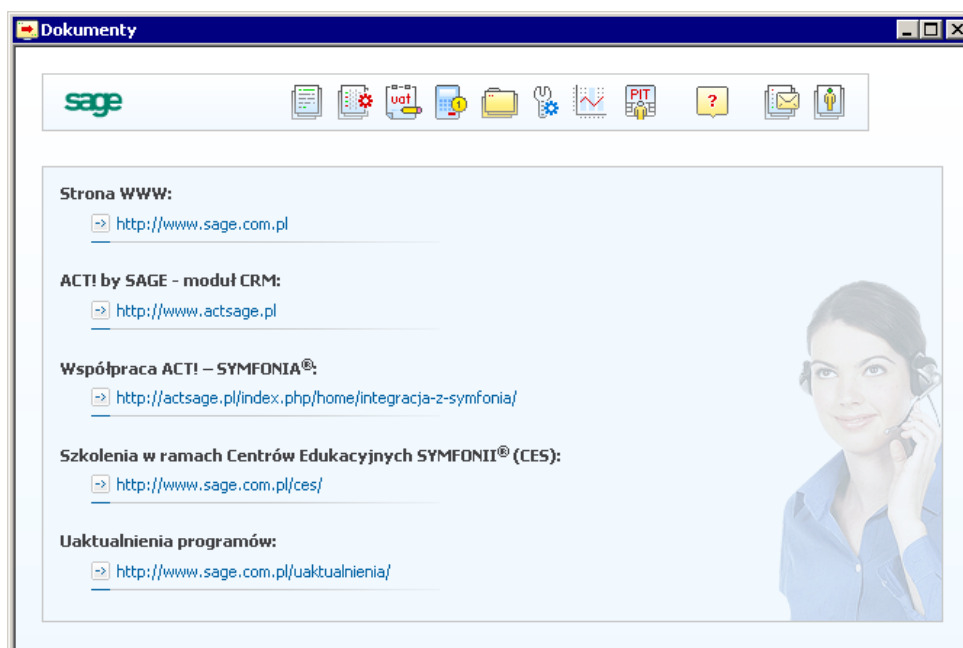 Dokumenty
sage
vat
1
PIT
?
Strona WWW:
http://www.sage.com.pl
ACT! by SAGE - moduł CRM:
http://www.actsage.pl
Współpraca ACT! – SYMFONIA®:
http://actsage.pl/index.php/home/integracja-z-symfonia/
Szkolenia w ramach Centrów Edukacyjnych SYMFONII® (CES):
http://www.sage.com.pl/ces/
Uaktualnienia programów:
http://www.sage.com.pl/uaktualnienia/